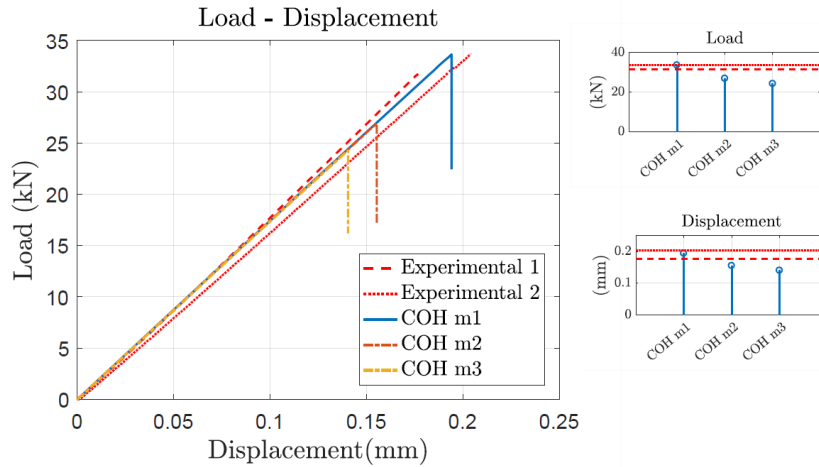 Load - Displacement
35
30
25
20
15
10
5
0
Load (kN)
0
0.05
0.1
0.15
0.2
0.25
Displacement(mm)
Experimental 1
Experimental 2
COH m1
COH m2
COH m3
Load
40
20
0
(kN)
COH m1
COH m2
COH m3
Displacement
0.2
0.1
0
(mm)
COH m1
COH m2
COH m3